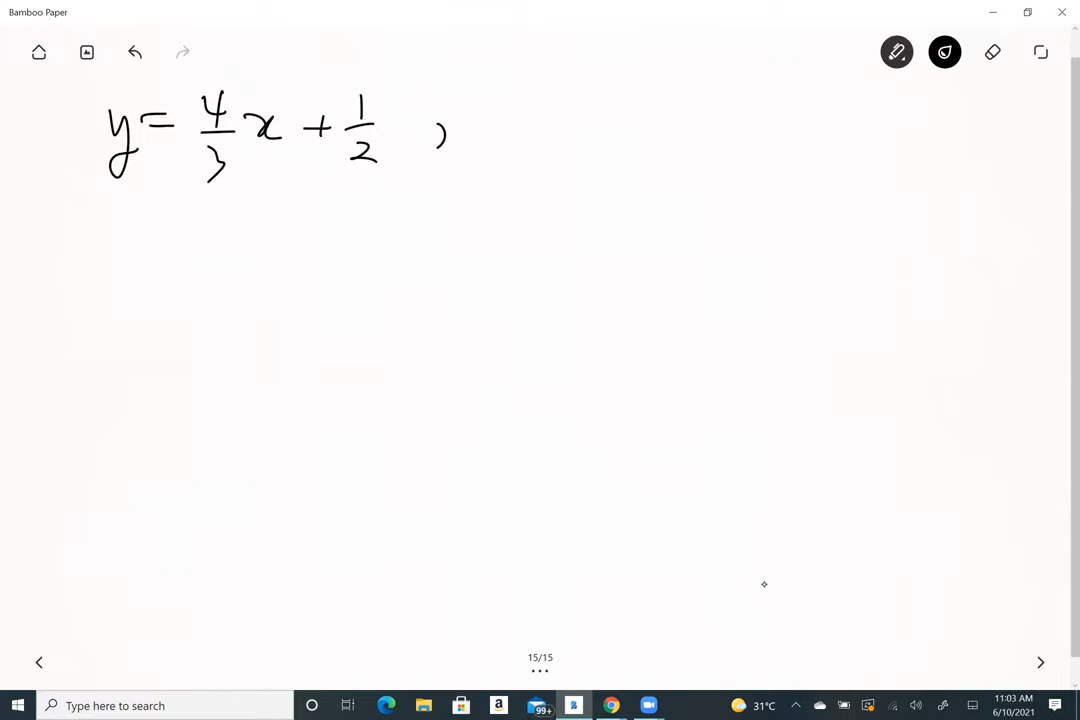 Bamboo Paper
y = 4/3 x + 1/2 ,
15/15
Type here to search
99+
31°C
11:03 AM
6/10/2021